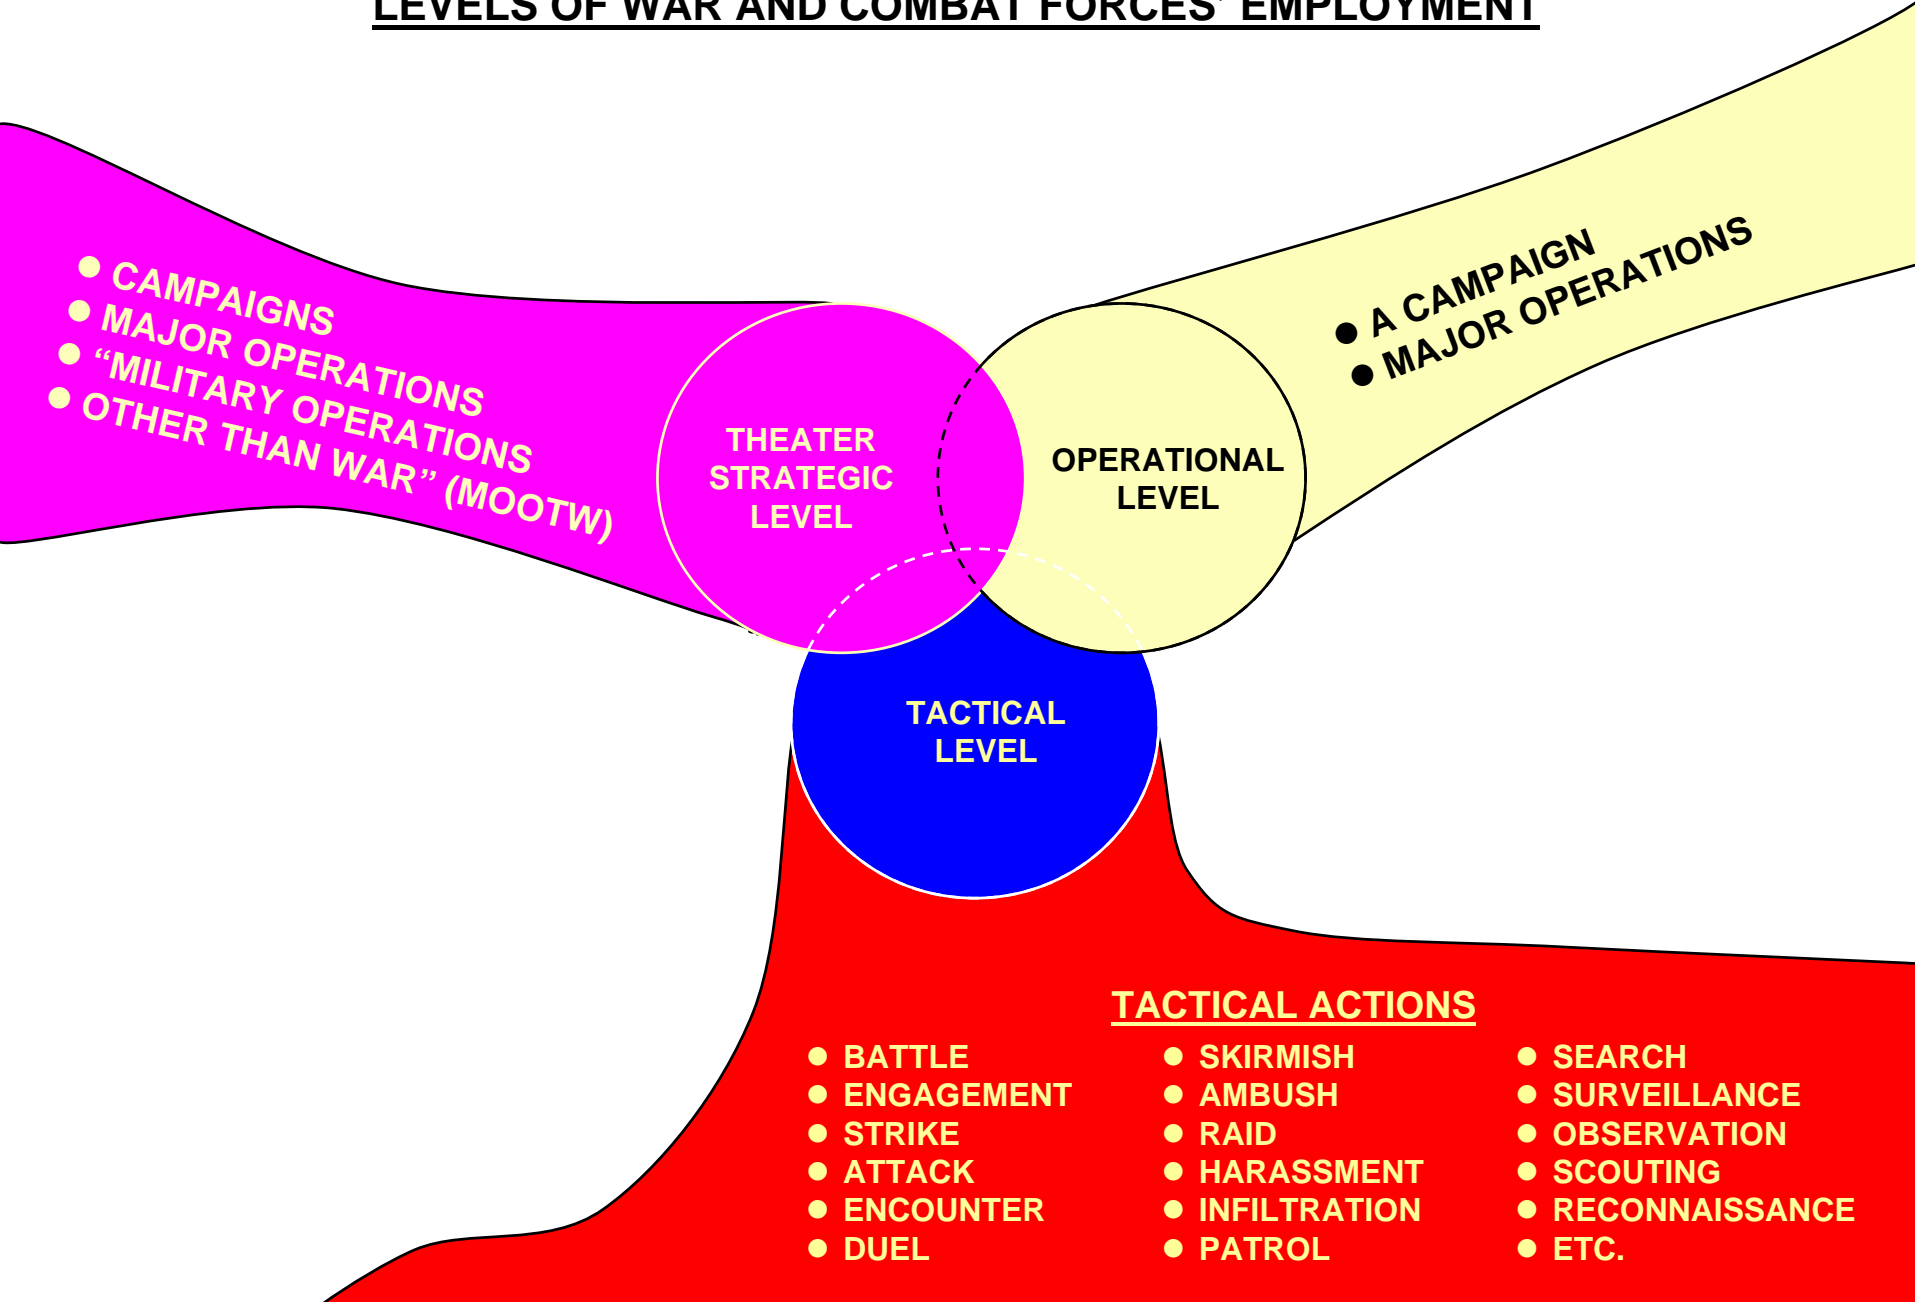 LEVELS OF WAR AND COMBAT FORCES' EMPLOYMENT
● CAMPAIGNS
● MAJOR OPERATIONS
● “MILITARY OPERATIONS
● OTHER THAN WAR” (MOOTW)
● A CAMPAIGN
● MAJOR OPERATIONS
THEATER
STRATEGIC
LEVEL
OPERATIONAL
LEVEL
TACTICAL
LEVEL
TACTICAL ACTIONS
● BATTLE
● ENGAGEMENT
● STRIKE
● ATTACK
● ENCOUNTER
● DUEL
● SKIRMISH
● AMBUSH
● RAID
● HARASSMENT
● INFILTRATION
● PATROL
● SEARCH
● SURVEILLANCE
● OBSERVATION
● SCOUTING
● RECONNAISSANCE
● ETC.